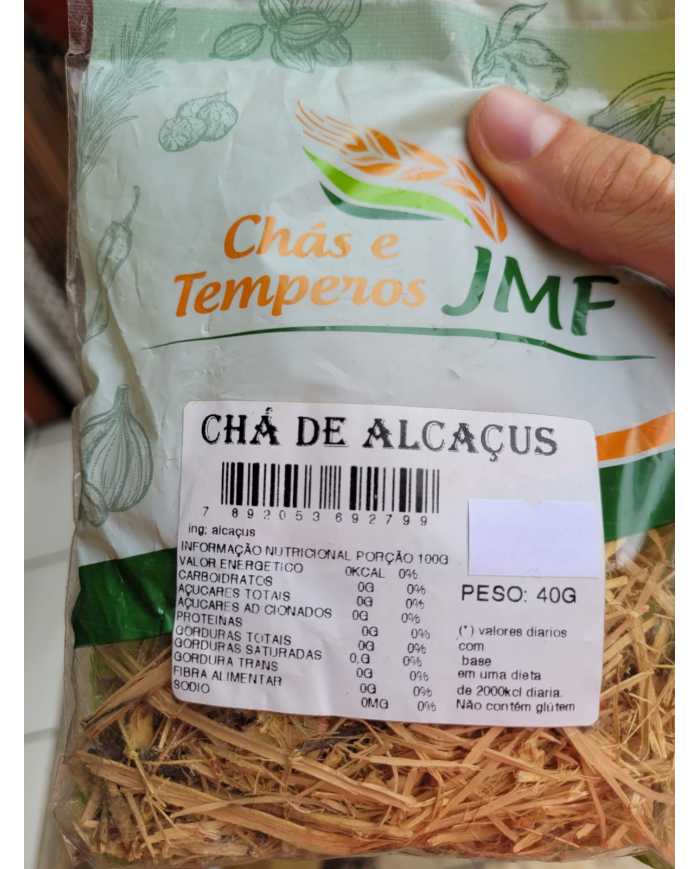 Chás e
Temperos JMF
CHÁ DE ALCAÇUS
7 892053 692799
ing; alcaçus
INFORMAÇÃO NUTRICIONAL PORÇÃO 100G
VALOR ENERGETICO 0KCAL 0%
CARBOIDRATOS 0G 0%
AÇUCARES TOTAIS 0G 0%
AÇUCARES ADICIONADOS
PROTEINAS 0G 0%
GORDURAS TOTAIS 0G 0%
GORDURAS SATURADAS 0,G 0%
GORDURA TRANS 0G 0%
FIBRA ALIMENTAR 0G 0%
SODIO 0MG 0%
PESO: 40G
(*) valores diarios
com
base
em uma dieta
de 2000kcl diaria.
Não contém glútem